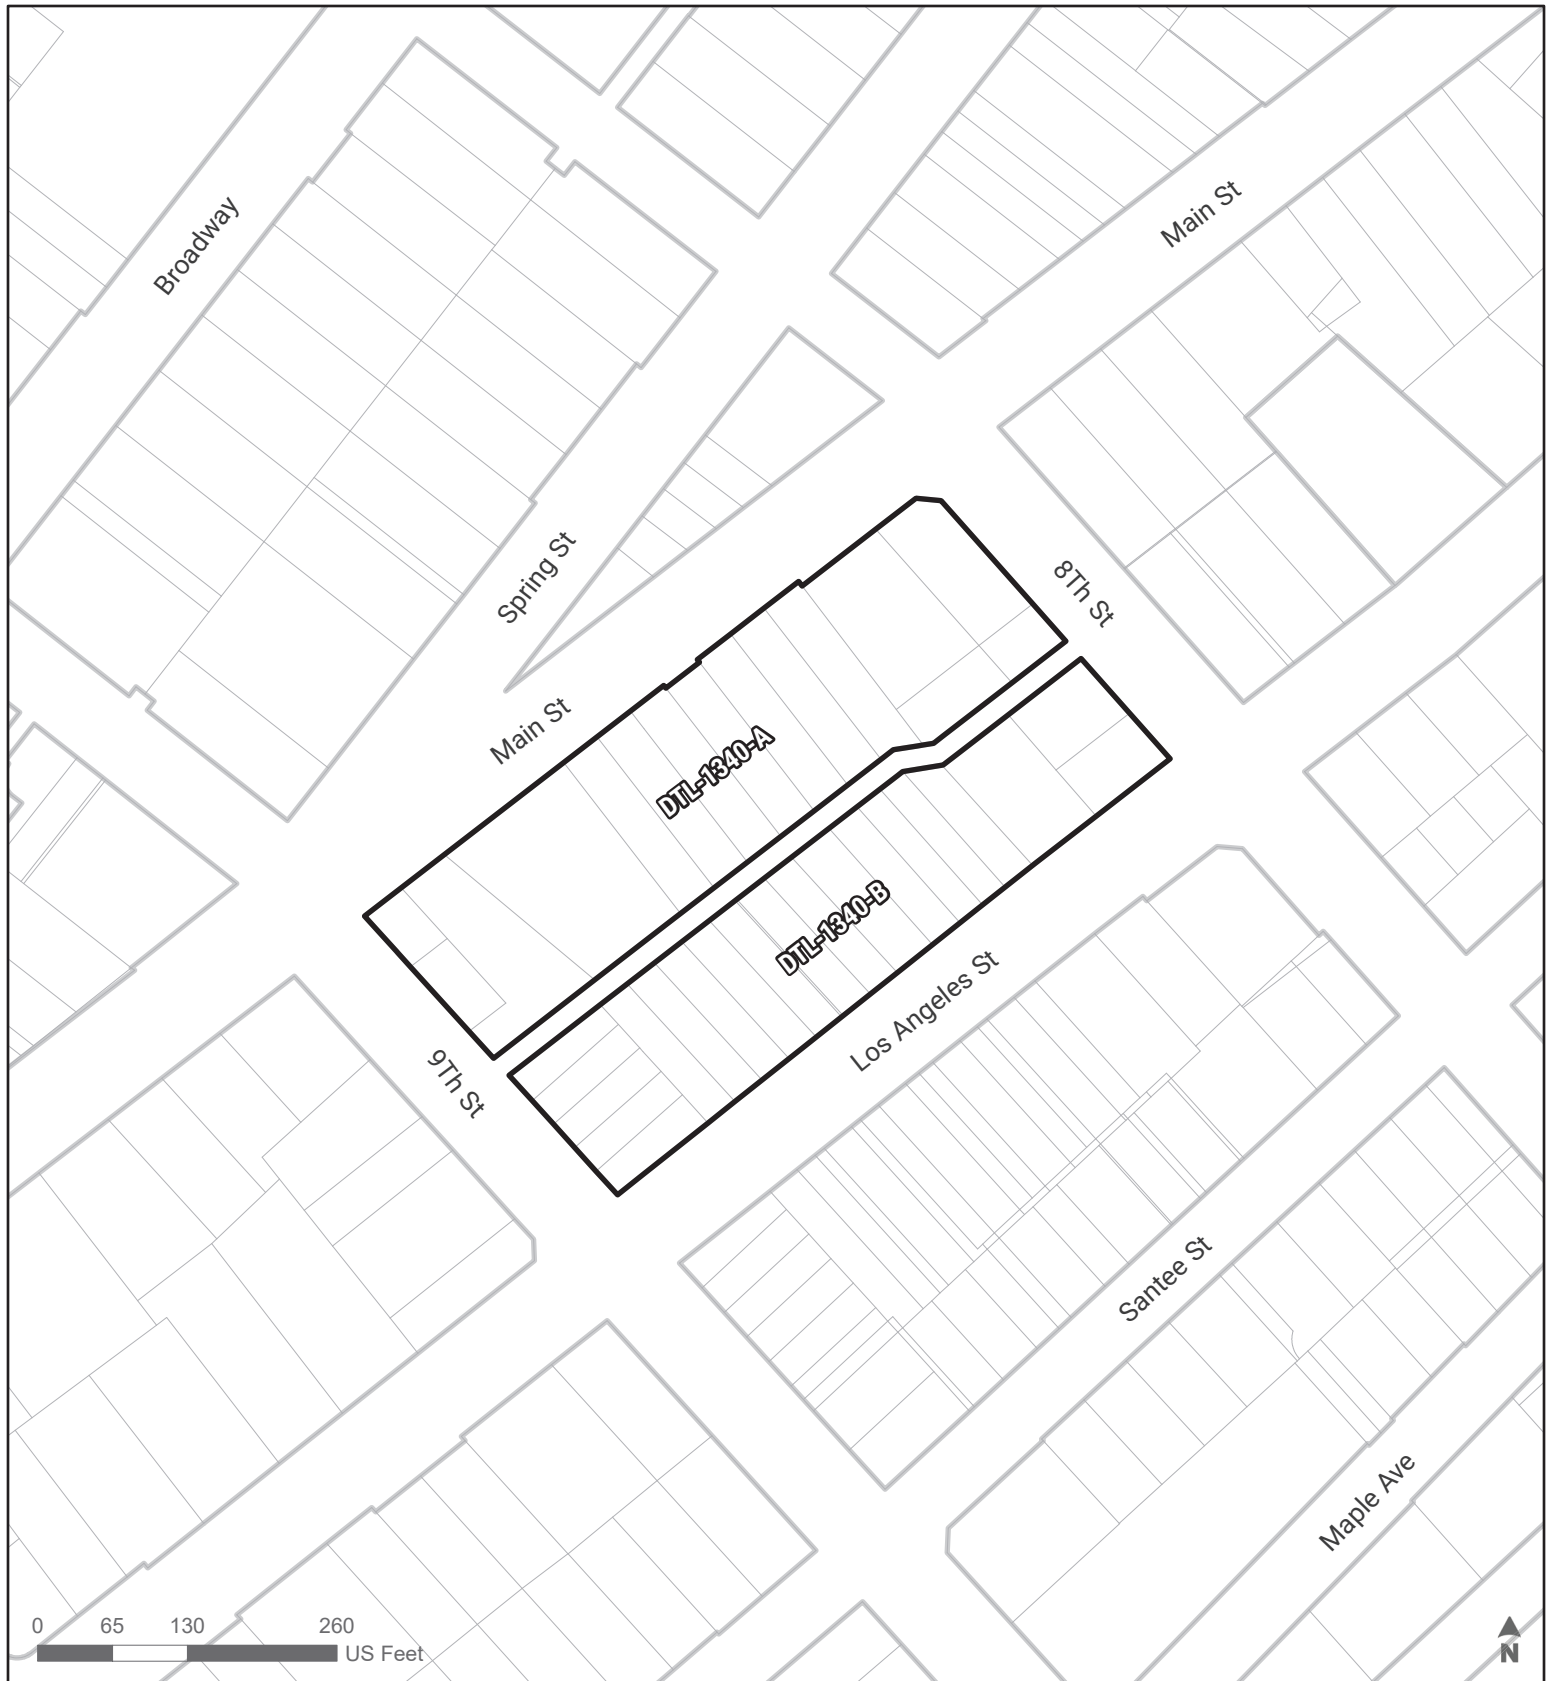 Broadway
Main St
Spring St
8Th St
Main St
DTL-1340-A
DTL-1340-B
Los Angeles St
9Th St
Santee St
Maple Ave
0 65 130 260
US Feet
N